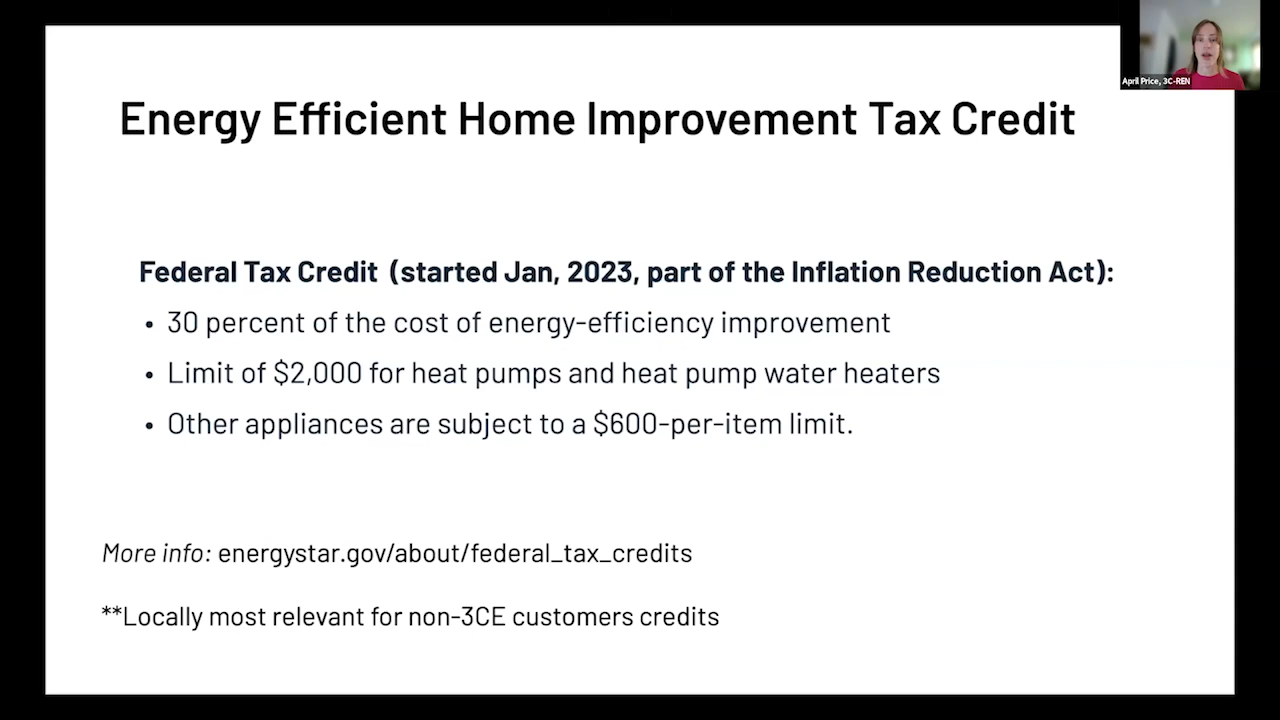 April Price, 3C-REN
Energy Efficient Home Improvement Tax Credit
Federal Tax Credit (started Jan, 2023, part of the Inflation Reduction Act):
• 30 percent of the cost of energy-efficiency improvement
• Limit of $2,000 for heat pumps and heat pump water heaters
• Other appliances are subject to a $600-per-item limit.
More info: energystar.gov/about/federal_tax_credits
**Locally most relevant for non-3CE customers credits